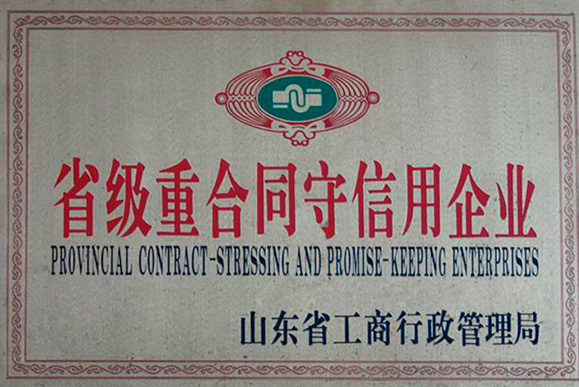 省级重合同守信用企业
PROVINCIAL CONTRACT-STRESSING AND PROMISE-KEEPING ENTERPRISES
山东省工商行政管理局